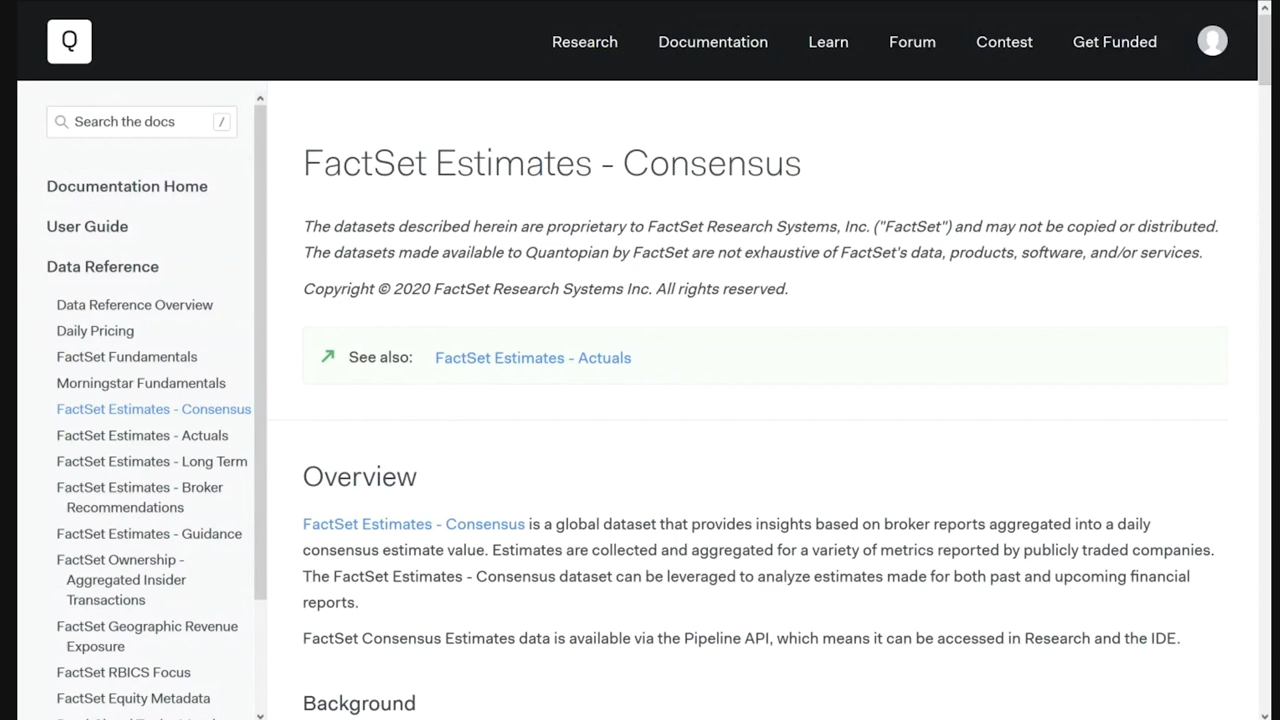 Q
Research
Documentation
Learn
Forum
Contest
Get Funded
Search the docs
/
Documentation Home
User Guide
Data Reference
Data Reference Overview
Daily Pricing
FactSet Fundamentals
Morningstar Fundamentals
FactSet Estimates - Consensus
FactSet Estimates - Actuals
FactSet Estimates - Long Term
FactSet Estimates - Broker
Recommendations
FactSet Estimates - Guidance
FactSet Ownership -
Aggregated Insider
Transactions
FactSet Geographic Revenue
Exposure
FactSet RBICS Focus
FactSet Equity Metadata
FactSet Estimates - Consensus
The datasets described herein are proprietary to FactSet Research Systems, Inc. ("FactSet") and may not be copied or distributed.
The datasets made available to Quantopian by FactSet are not exhaustive of FactSet's data, products, software, and/or services.
Copyright © 2020 FactSet Research Systems Inc. All rights reserved.
See also: FactSet Estimates - Actuals
Overview
FactSet Estimates - Consensus is a global dataset that provides insights based on broker reports aggregated into a daily
consensus estimate value. Estimates are collected and aggregated for a variety of metrics reported by publicly traded companies.
The FactSet Estimates - Consensus dataset can be leveraged to analyze estimates made for both past and upcoming financial
reports.
FactSet Consensus Estimates data is available via the Pipeline API, which means it can be accessed in Research and the IDE.
Background